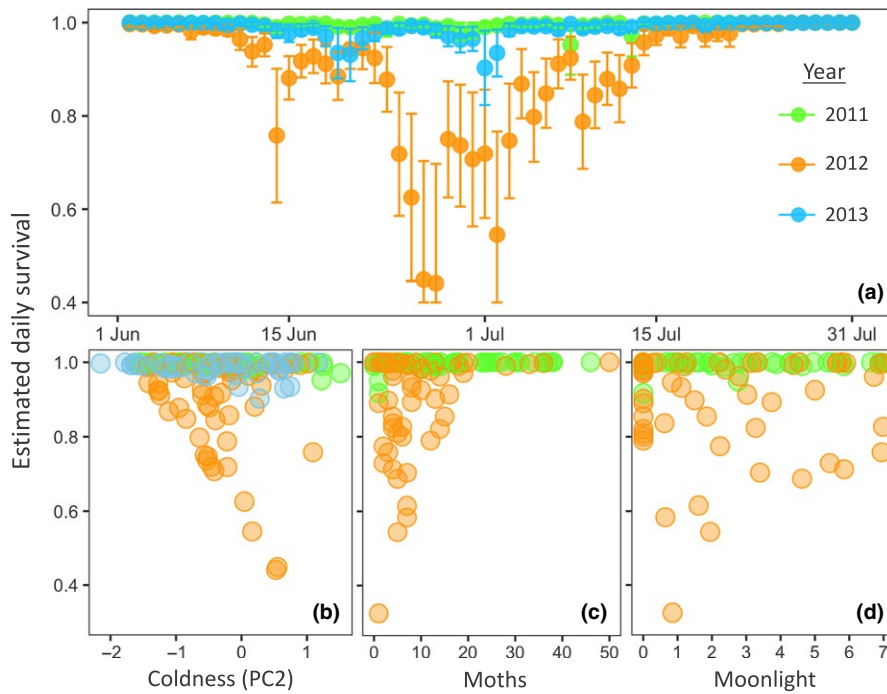 1.0
0.8
0.6
0.4
Year
2011
2012
2013
(a)
1 Jun
15 Jun
1 Jul
15 Jul
31 Jul
Estimated daily survival
1.0
0.8
0.6
0.4
(b)
(c)
(d)
–2
–1
0
1
0
10
20
30
40
50
0
1
2
3
4
5
6
7
Coldness (PC2)
Moths
Moonlight